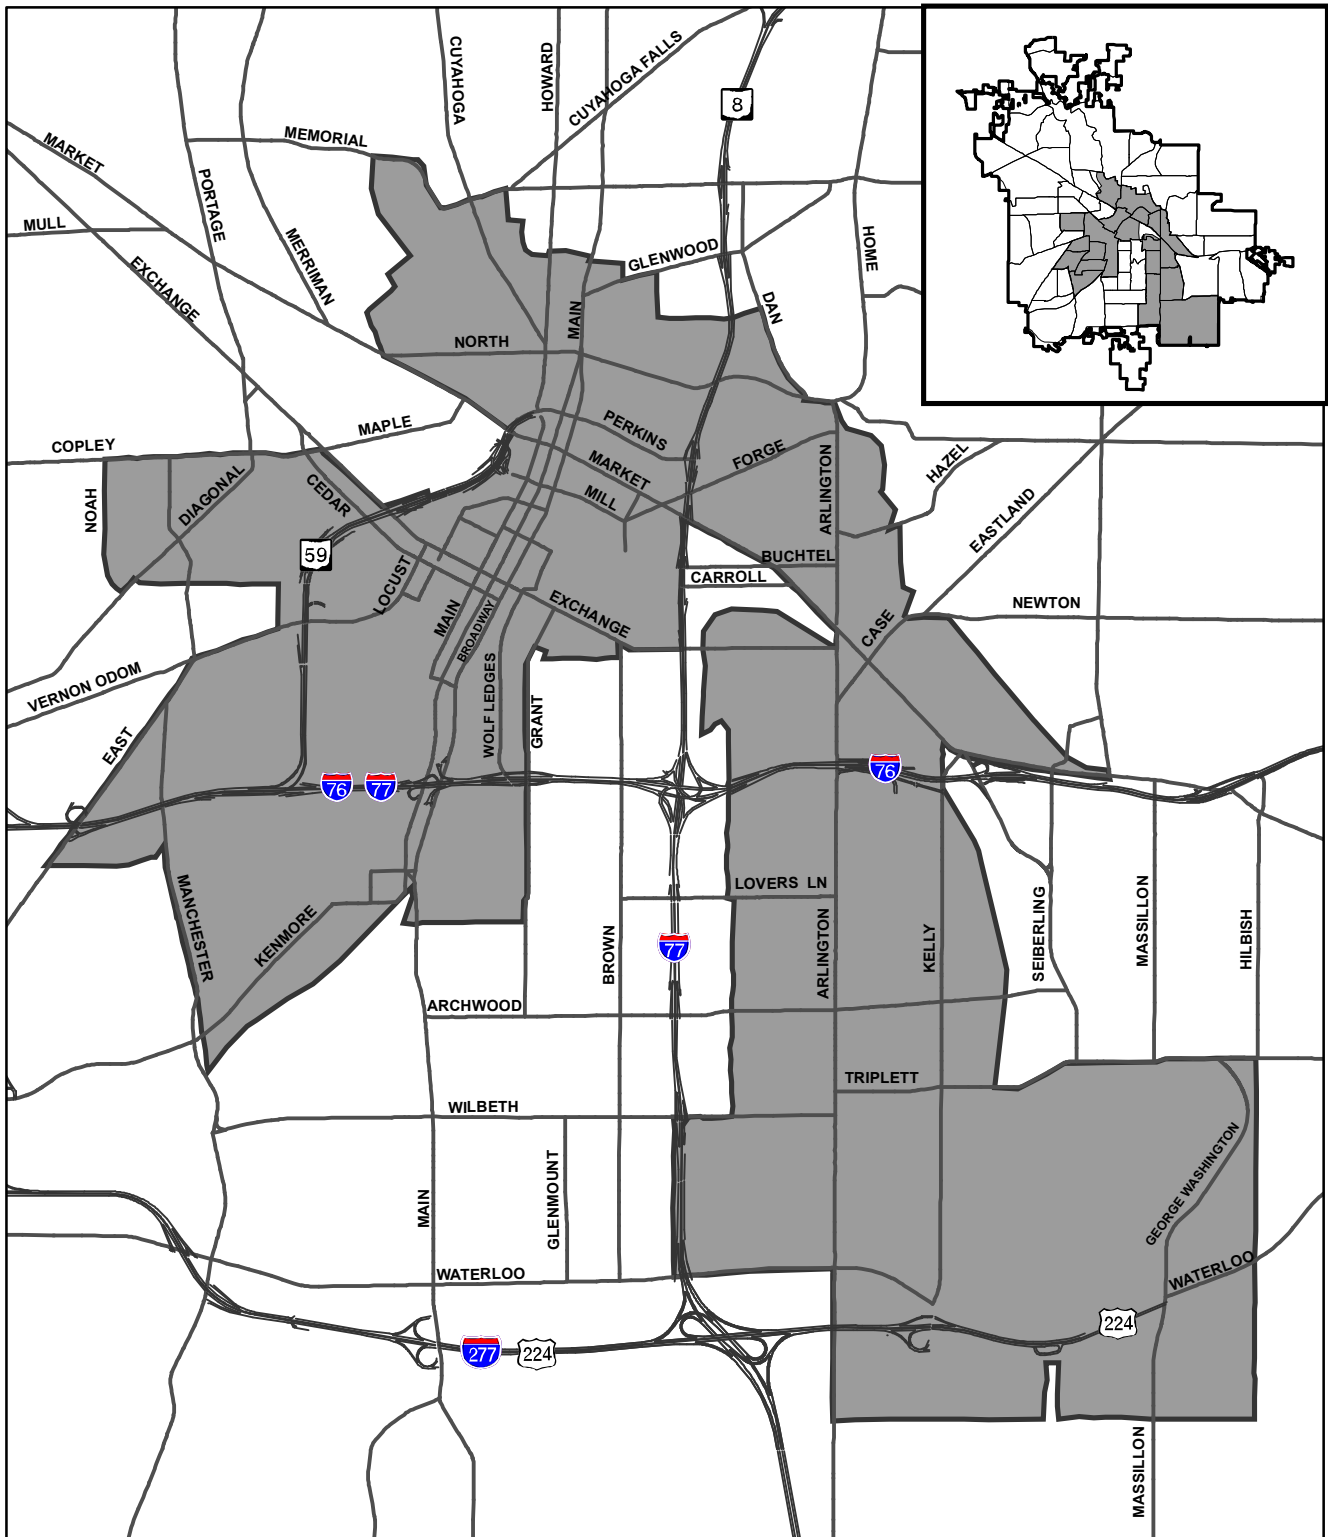 CUYAHOGA
HOWARD
CUYAHOGA FALLS
8
MEMORIAL
MARKET
PORTAGE
MULL
MERRIMAN
EXCHANGE
HOME
GLENWOOD
DAN
MAIN
NORTH
MAPLE
COPLEY
PERKINS
MARKET
FORGE
HAZEL
ARLINGTON
DIAGONAL
CEDAR
MILL
NOAH
EASTLAND
59
BUCHTEL
CARROLL
LOCUST
EXCHANGE
NEWTON
MAIN
BROADWAY
CASE
VERNON ODOM
WOLF LEDGES
GRANT
EAST
76
77
76
LOVERS LN
MANCHESTER
KENMORE
BROWN
77
ARLINGTON
KELLY
SEIBERLING
MASSILLON
HILBISH
ARCHWOOD
TRIPLETT
WILBETH
MAIN
GLENMOUNT
GEORGE WASHINGTON
WATERLOO
WATERLOO
224
277
224
MASSILLON